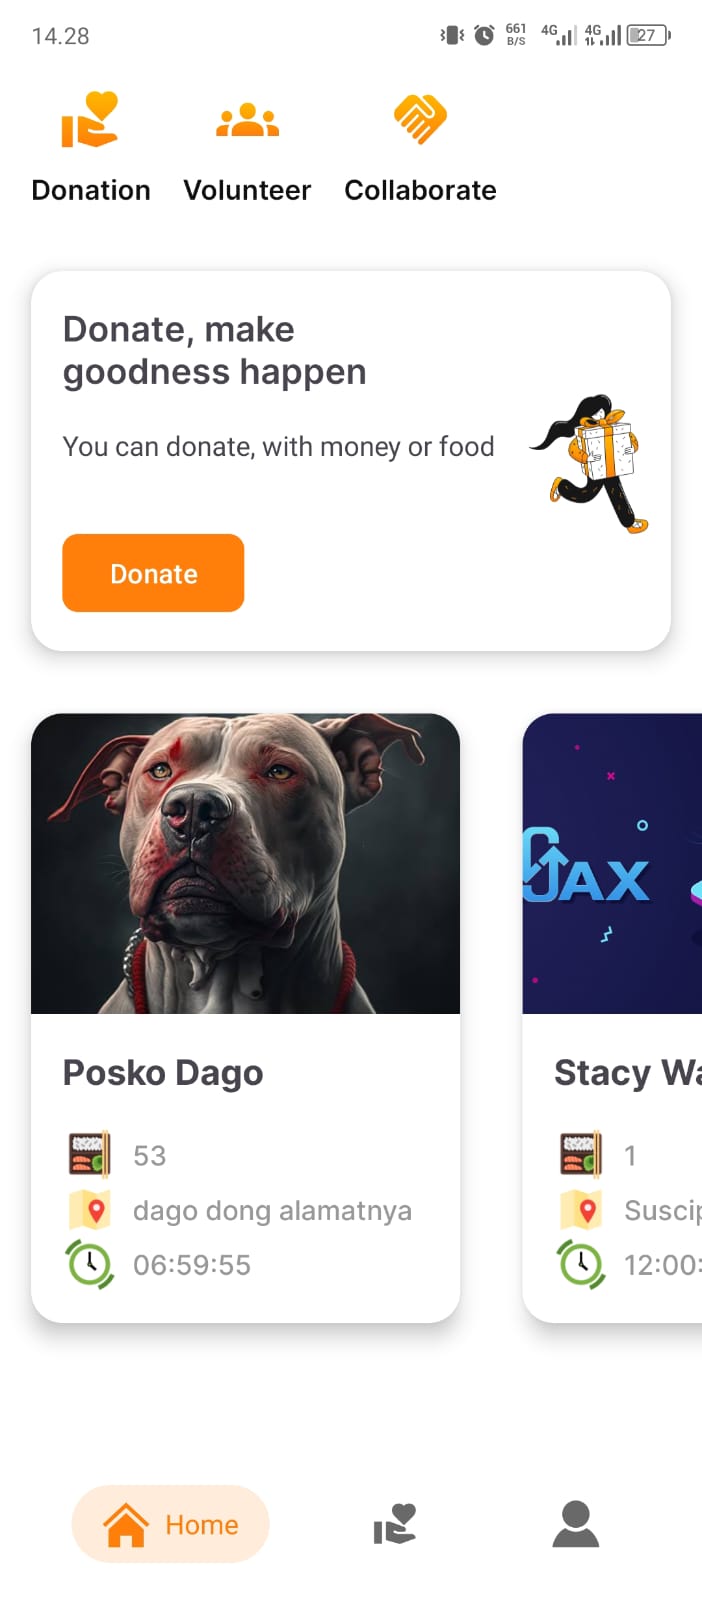 14.28
661
B/S
4G
4G
27
Donation
Volunteer
Collaborate
Donate, make
goodness happen
You can donate, with money or food
Donate
JAX
Posko Dago
53
dago dong alamatnya
06:59:55
Stacy Wa
1
Suscip
12:00:
Home